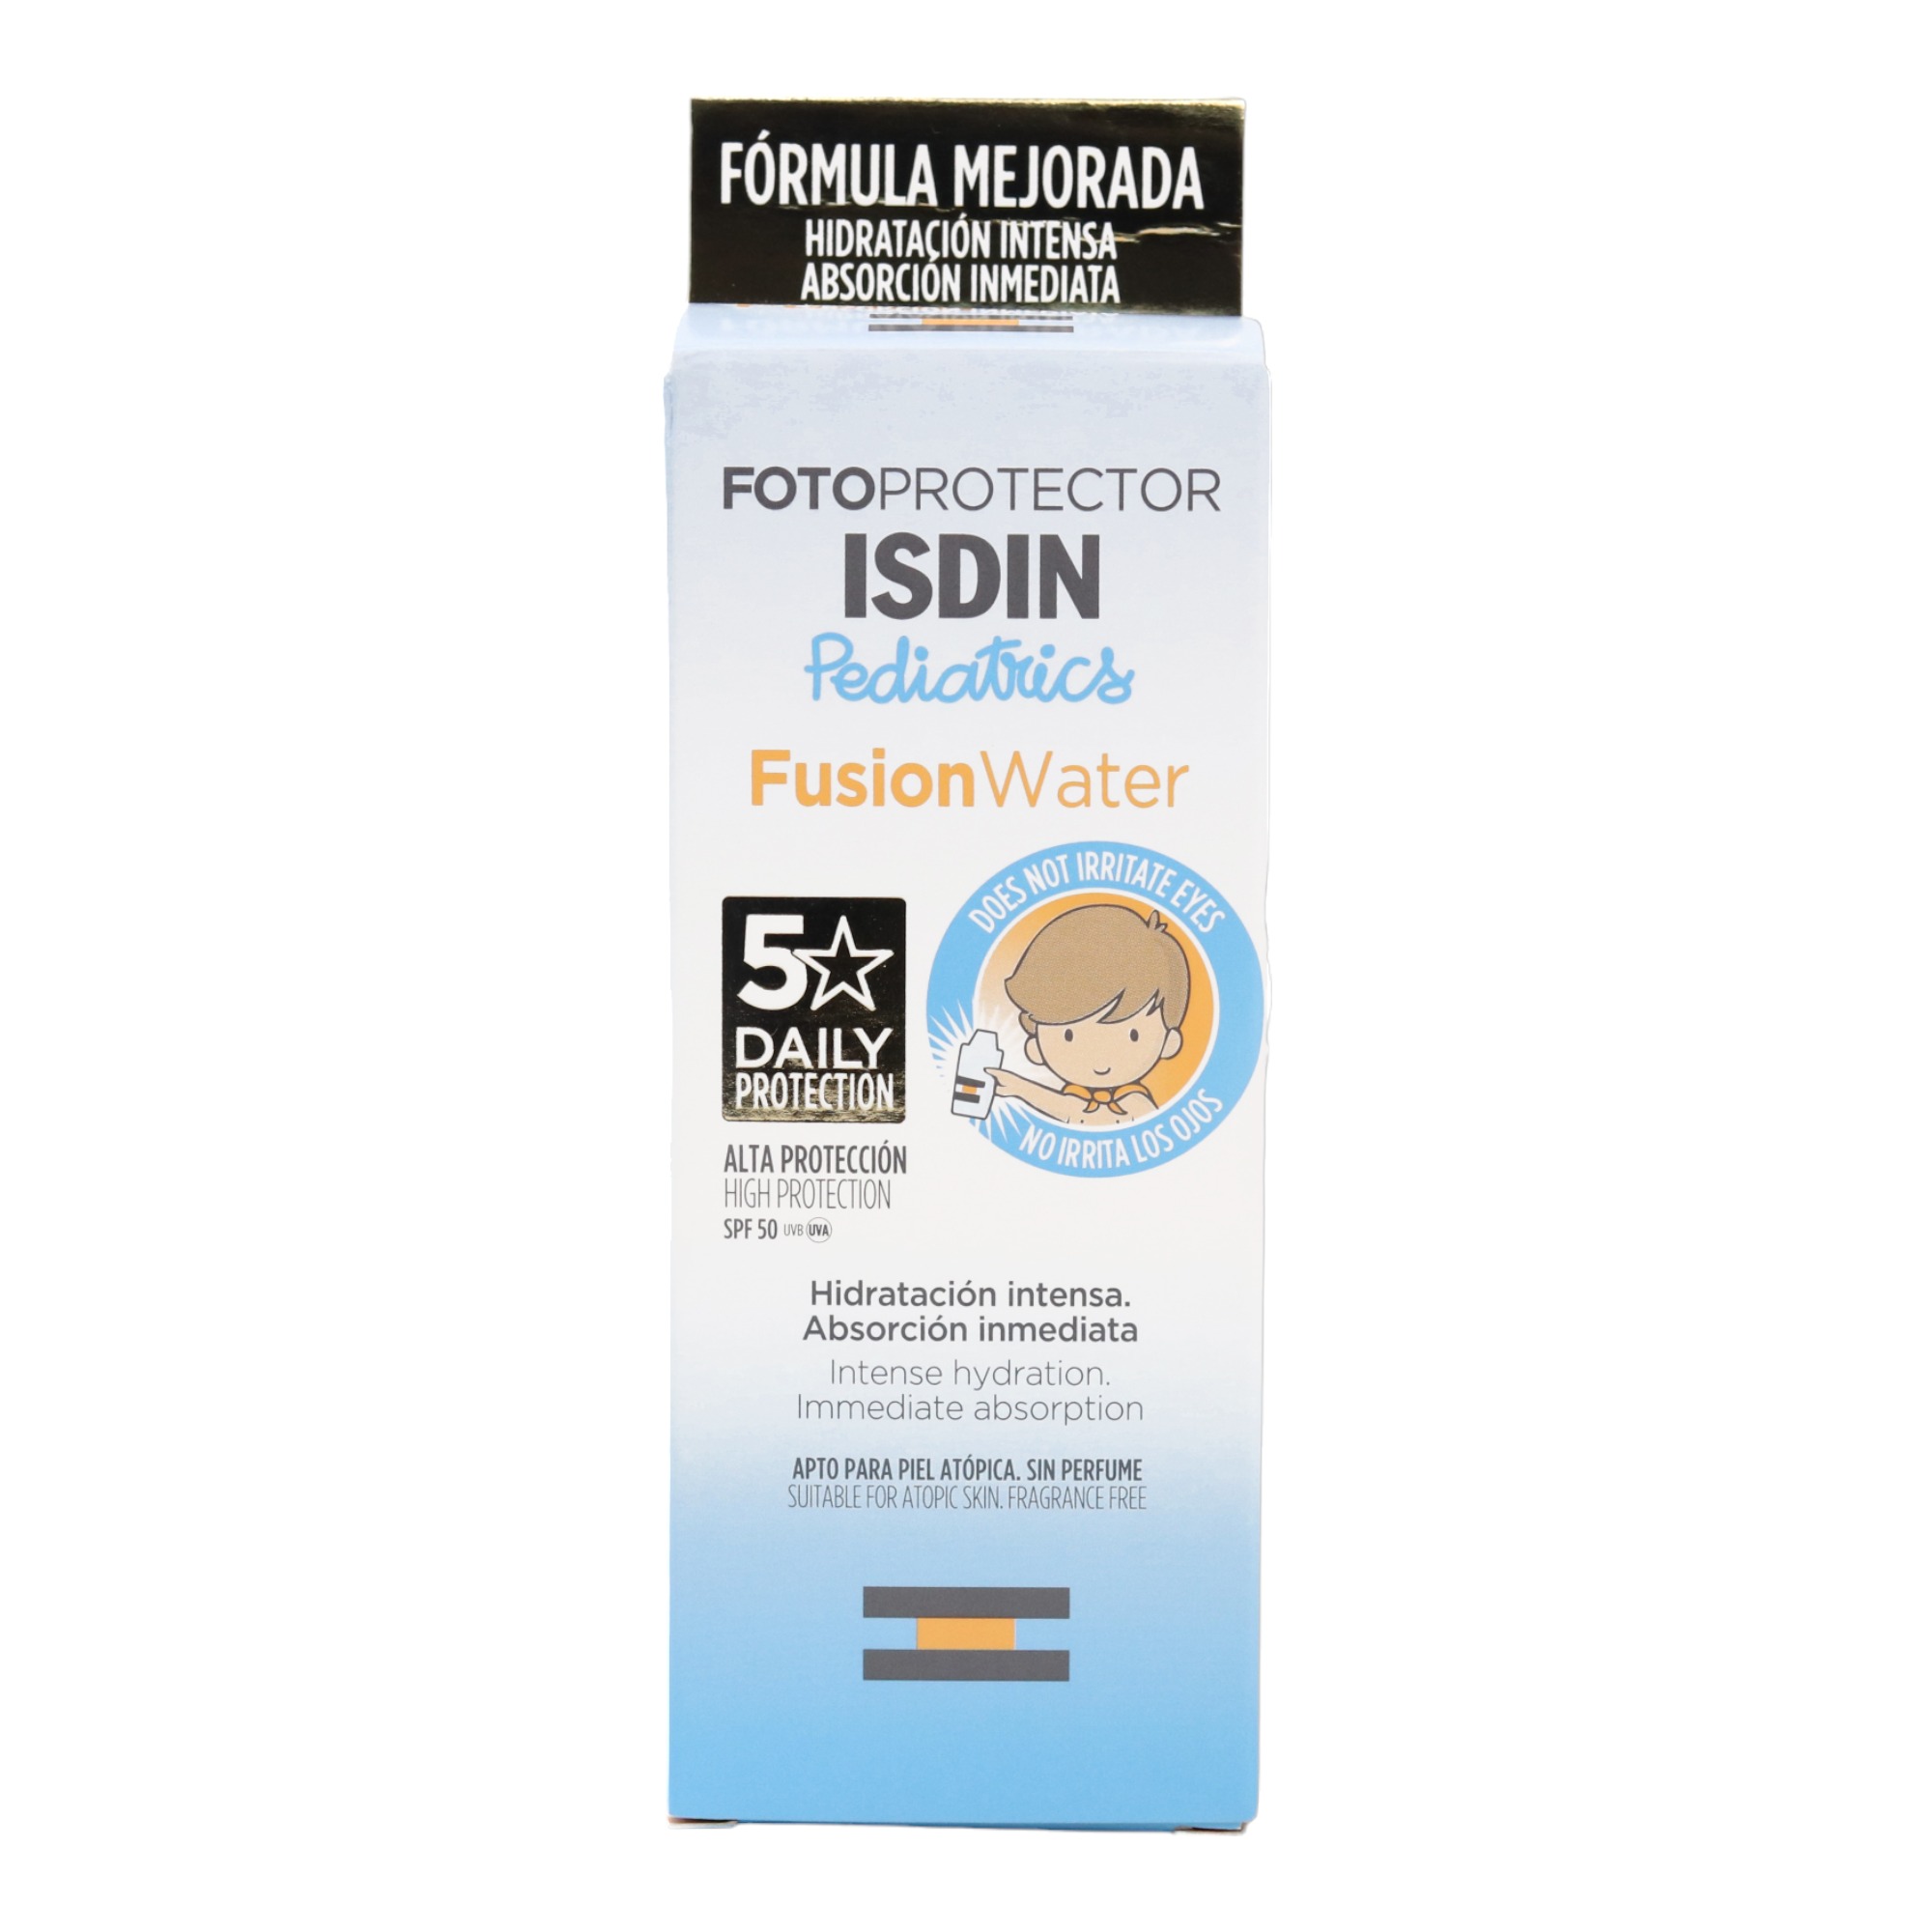 FÓRMULA MEJORADA
HIDRATACIÓN INTENSA
ABSORCIÓN INMEDIATA
FOTOPROTECTOR
ISDIN
Pediatrics
FusionWater
DOES NOT IRRITATE EYES
NO IRRITA LOS OJOS
5☆
DAILY
PROTECTION
ALTA PROTECCIÓN
HIGH PROTECTION
SPF 50 UVB UVA
Hidratación intensa.
Absorción inmediata
Intense hydration.
Immediate absorption
APTO PARA PIEL ATÓPICA. SIN PERFUME
SUITABLE FOR ATOPIC SKIN. FRAGRANCE FREE